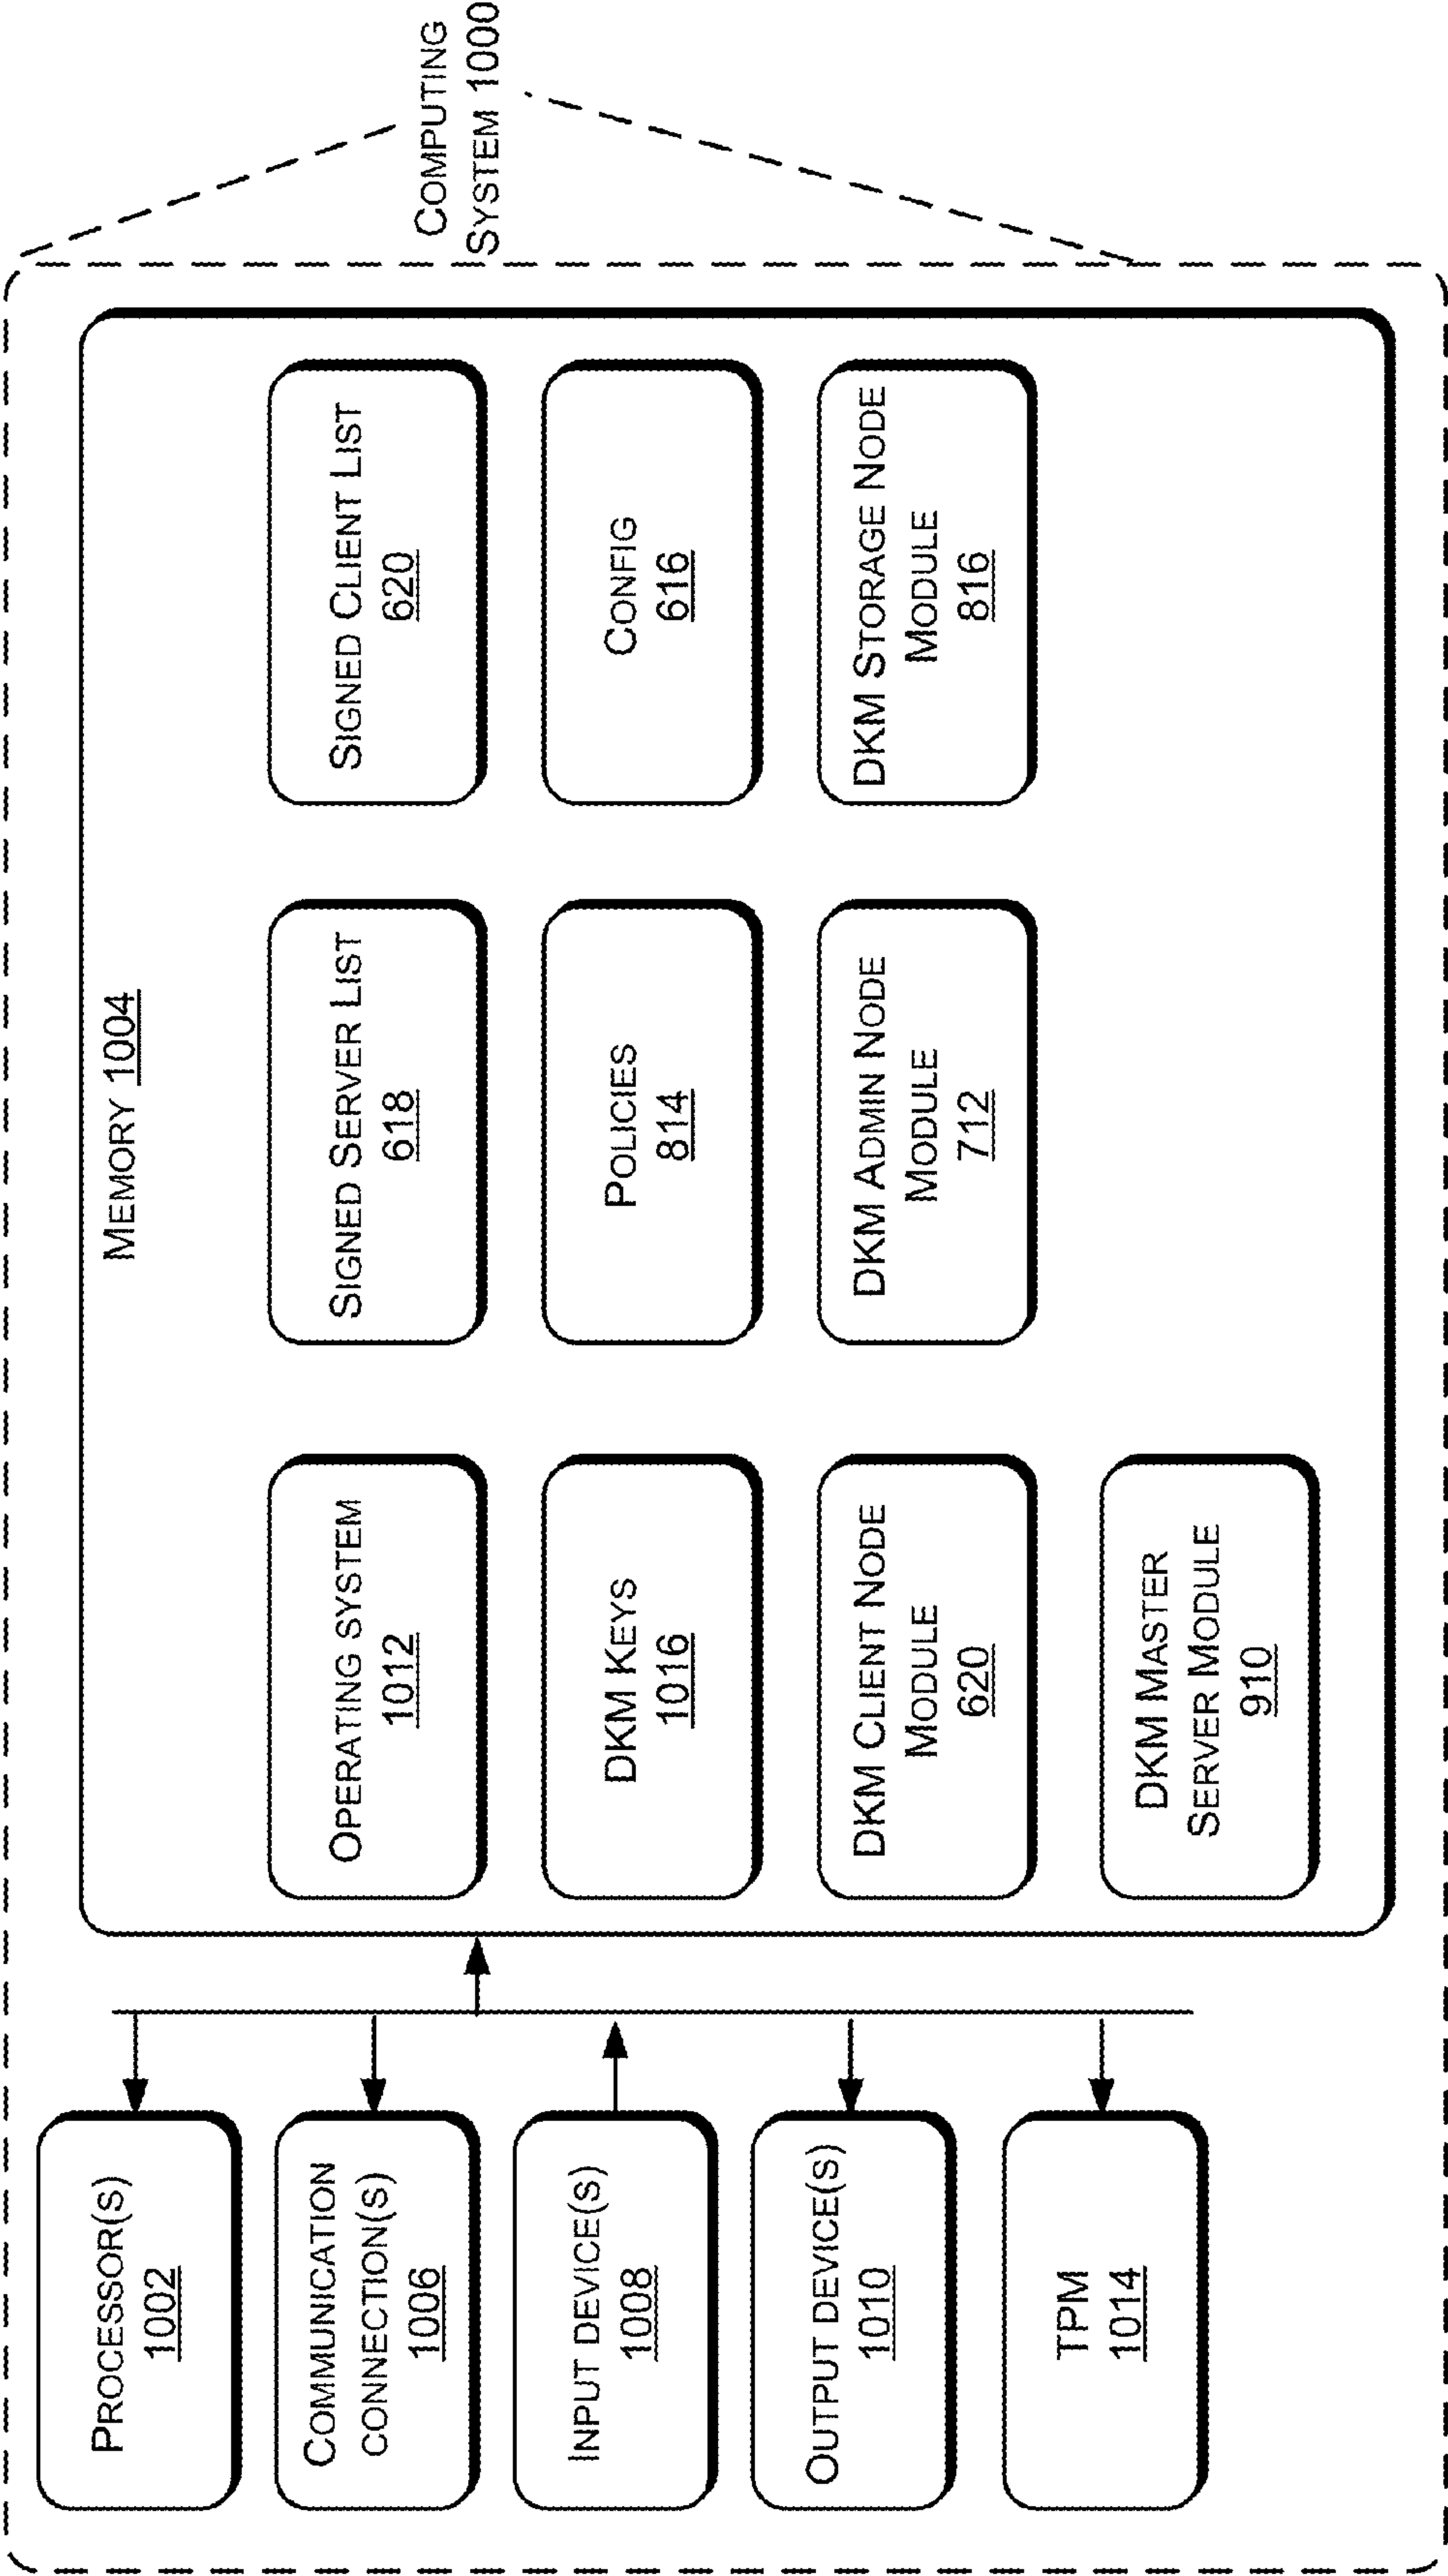 COMPUTING
SYSTEM 1000
MEMORY 1004
PROCESSOR(S)
1002
COMMUNICATION
CONNECTION(S)
1006
INPUT DEVICE(S)
1008
OUTPUT DEVICE(S)
1010
TPM
1014
OPERATING SYSTEM
1012
SIGNED SERVER LIST
618
SIGNED CLIENT LIST
620
DKM KEYS
1016
POLICIES
814
CONFIG
616
DKM CLIENT NODE
MODULE
620
DKM ADMIN NODE
MODULE
712
DKM STORAGE NODE
MODULE
816
DKM MASTER
SERVER MODULE
910